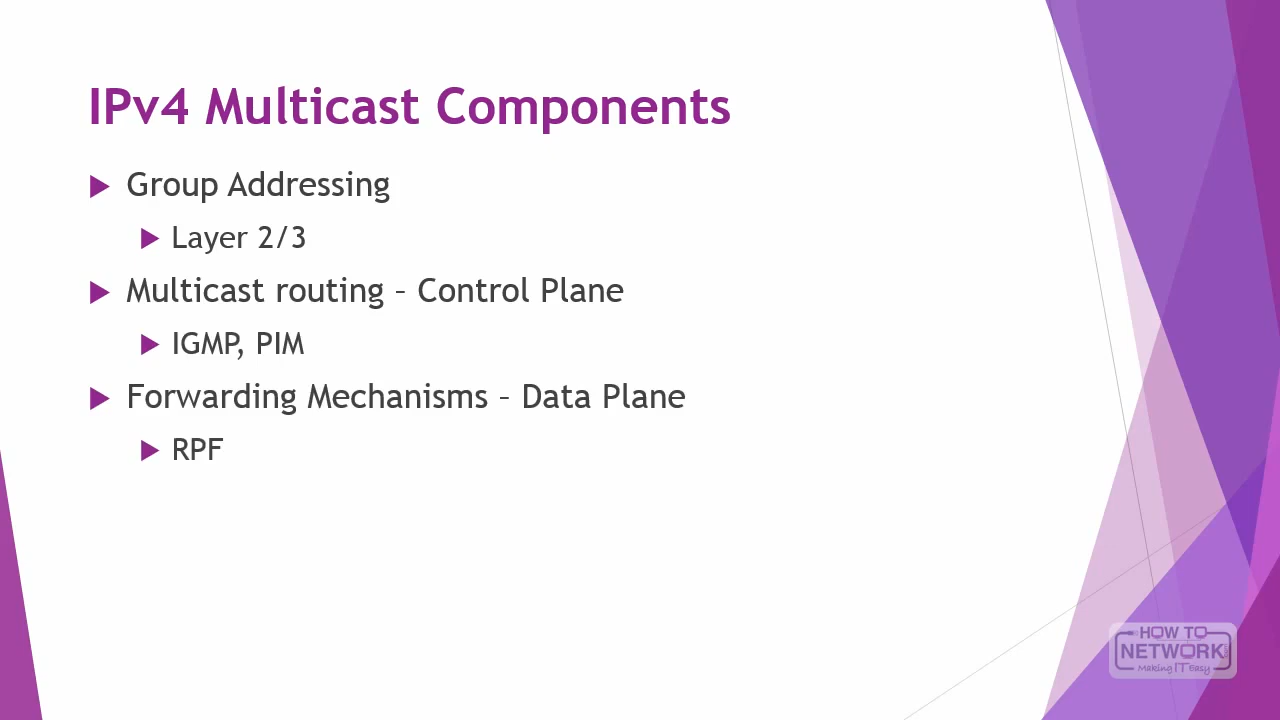 IPv4 Multicast Components
Group Addressing
Layer 2/3
Multicast routing – Control Plane
IGMP, PIM
Forwarding Mechanisms – Data Plane
RPF
HOW TO
NETWORK
Making IT Easy